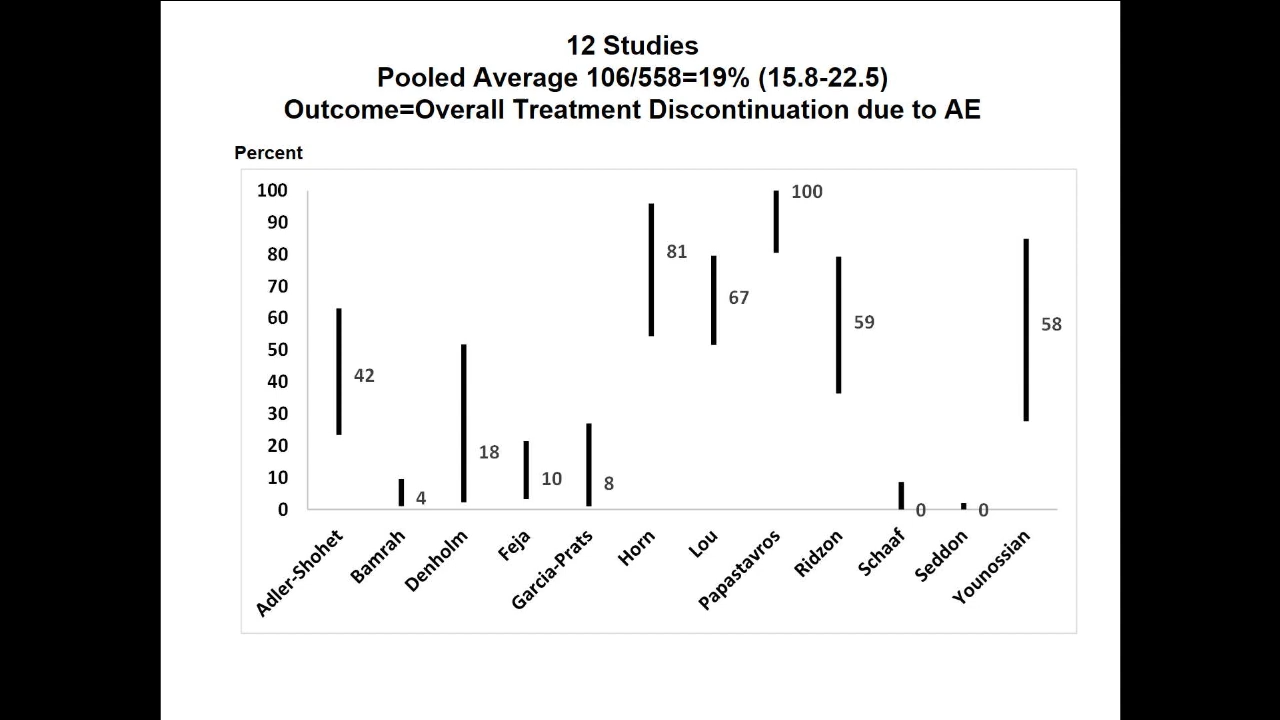 12 Studies
Pooled Average 106/558=19% (15.8-22.5)
Outcome=Overall Treatment Discontinuation due to AE
Percent
100
90
80
70
60
50
40
30
20
10
0
42
4
18
10
8
81
67
100
59
0
0
58
Adler-Shohet
Bamrah
Denholm
Feja
Garcia-Prats
Horn
Lou
Papastavros
Ridzon
Schaaf
Seddon
Younossian